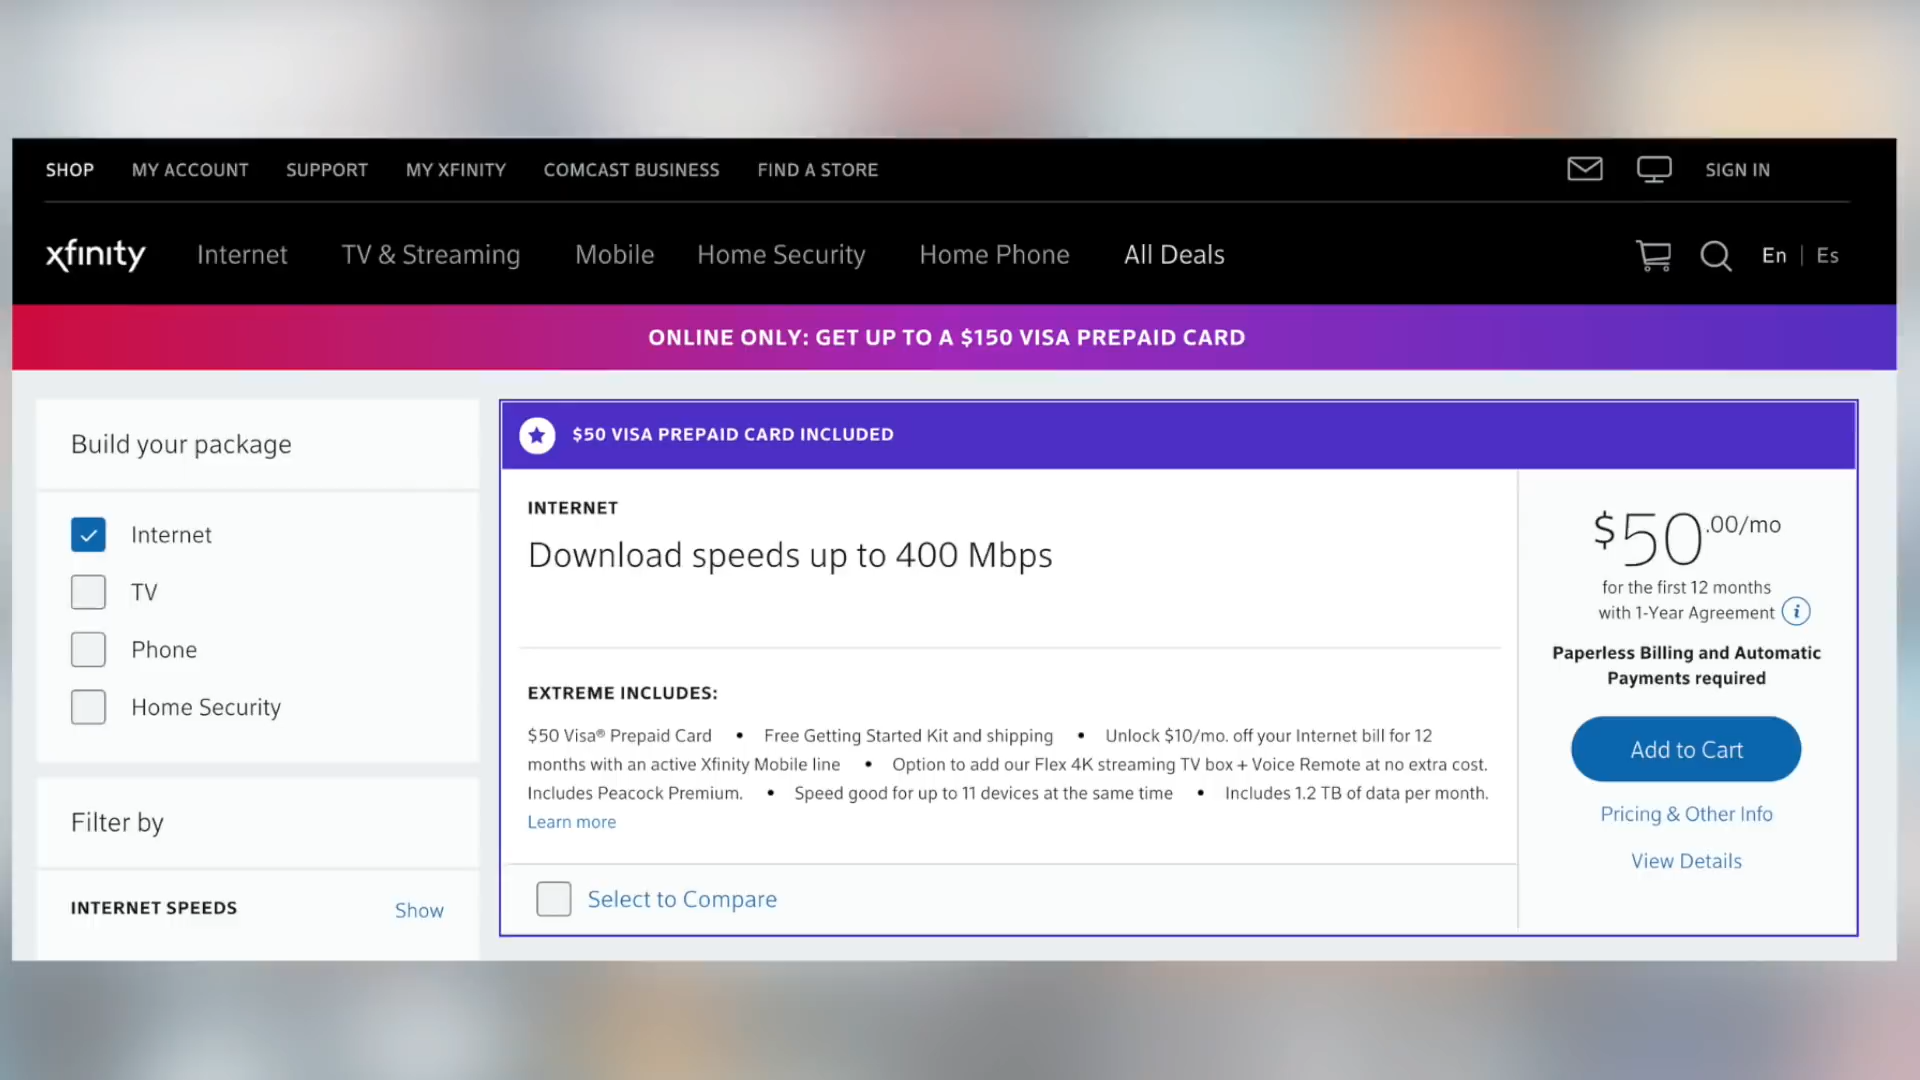 SHOP MY ACCOUNT SUPPORT MY XFINITY COMCAST BUSINESS FIND A STORE SIGN IN
xfinity Internet TV & Streaming Mobile Home Security Home Phone All Deals En | Es
ONLINE ONLY: GET UP TO A $150 VISA PREPAID CARD
Build your package
Internet
TV
Phone
Home Security
Filter by
INTERNET SPEEDS Show
$50 VISA PREPAID CARD INCLUDED
INTERNET
Download speeds up to 400 Mbps
EXTREME INCLUDES:
$50 Visa® Prepaid Card • Free Getting Started Kit and shipping • Unlock $10/mo. off your Internet bill for 12
months with an active Xfinity Mobile line • Option to add our Flex 4K streaming TV box + Voice Remote at no extra cost.
Includes Peacock Premium. • Speed good for up to 11 devices at the same time • Includes 1.2 TB of data per month.
Learn more
Select to Compare
$50.00/mo
for the first 12 months
with 1-Year Agreement i
Paperless Billing and Automatic
Payments required
Add to Cart
Pricing & Other Info
View Details